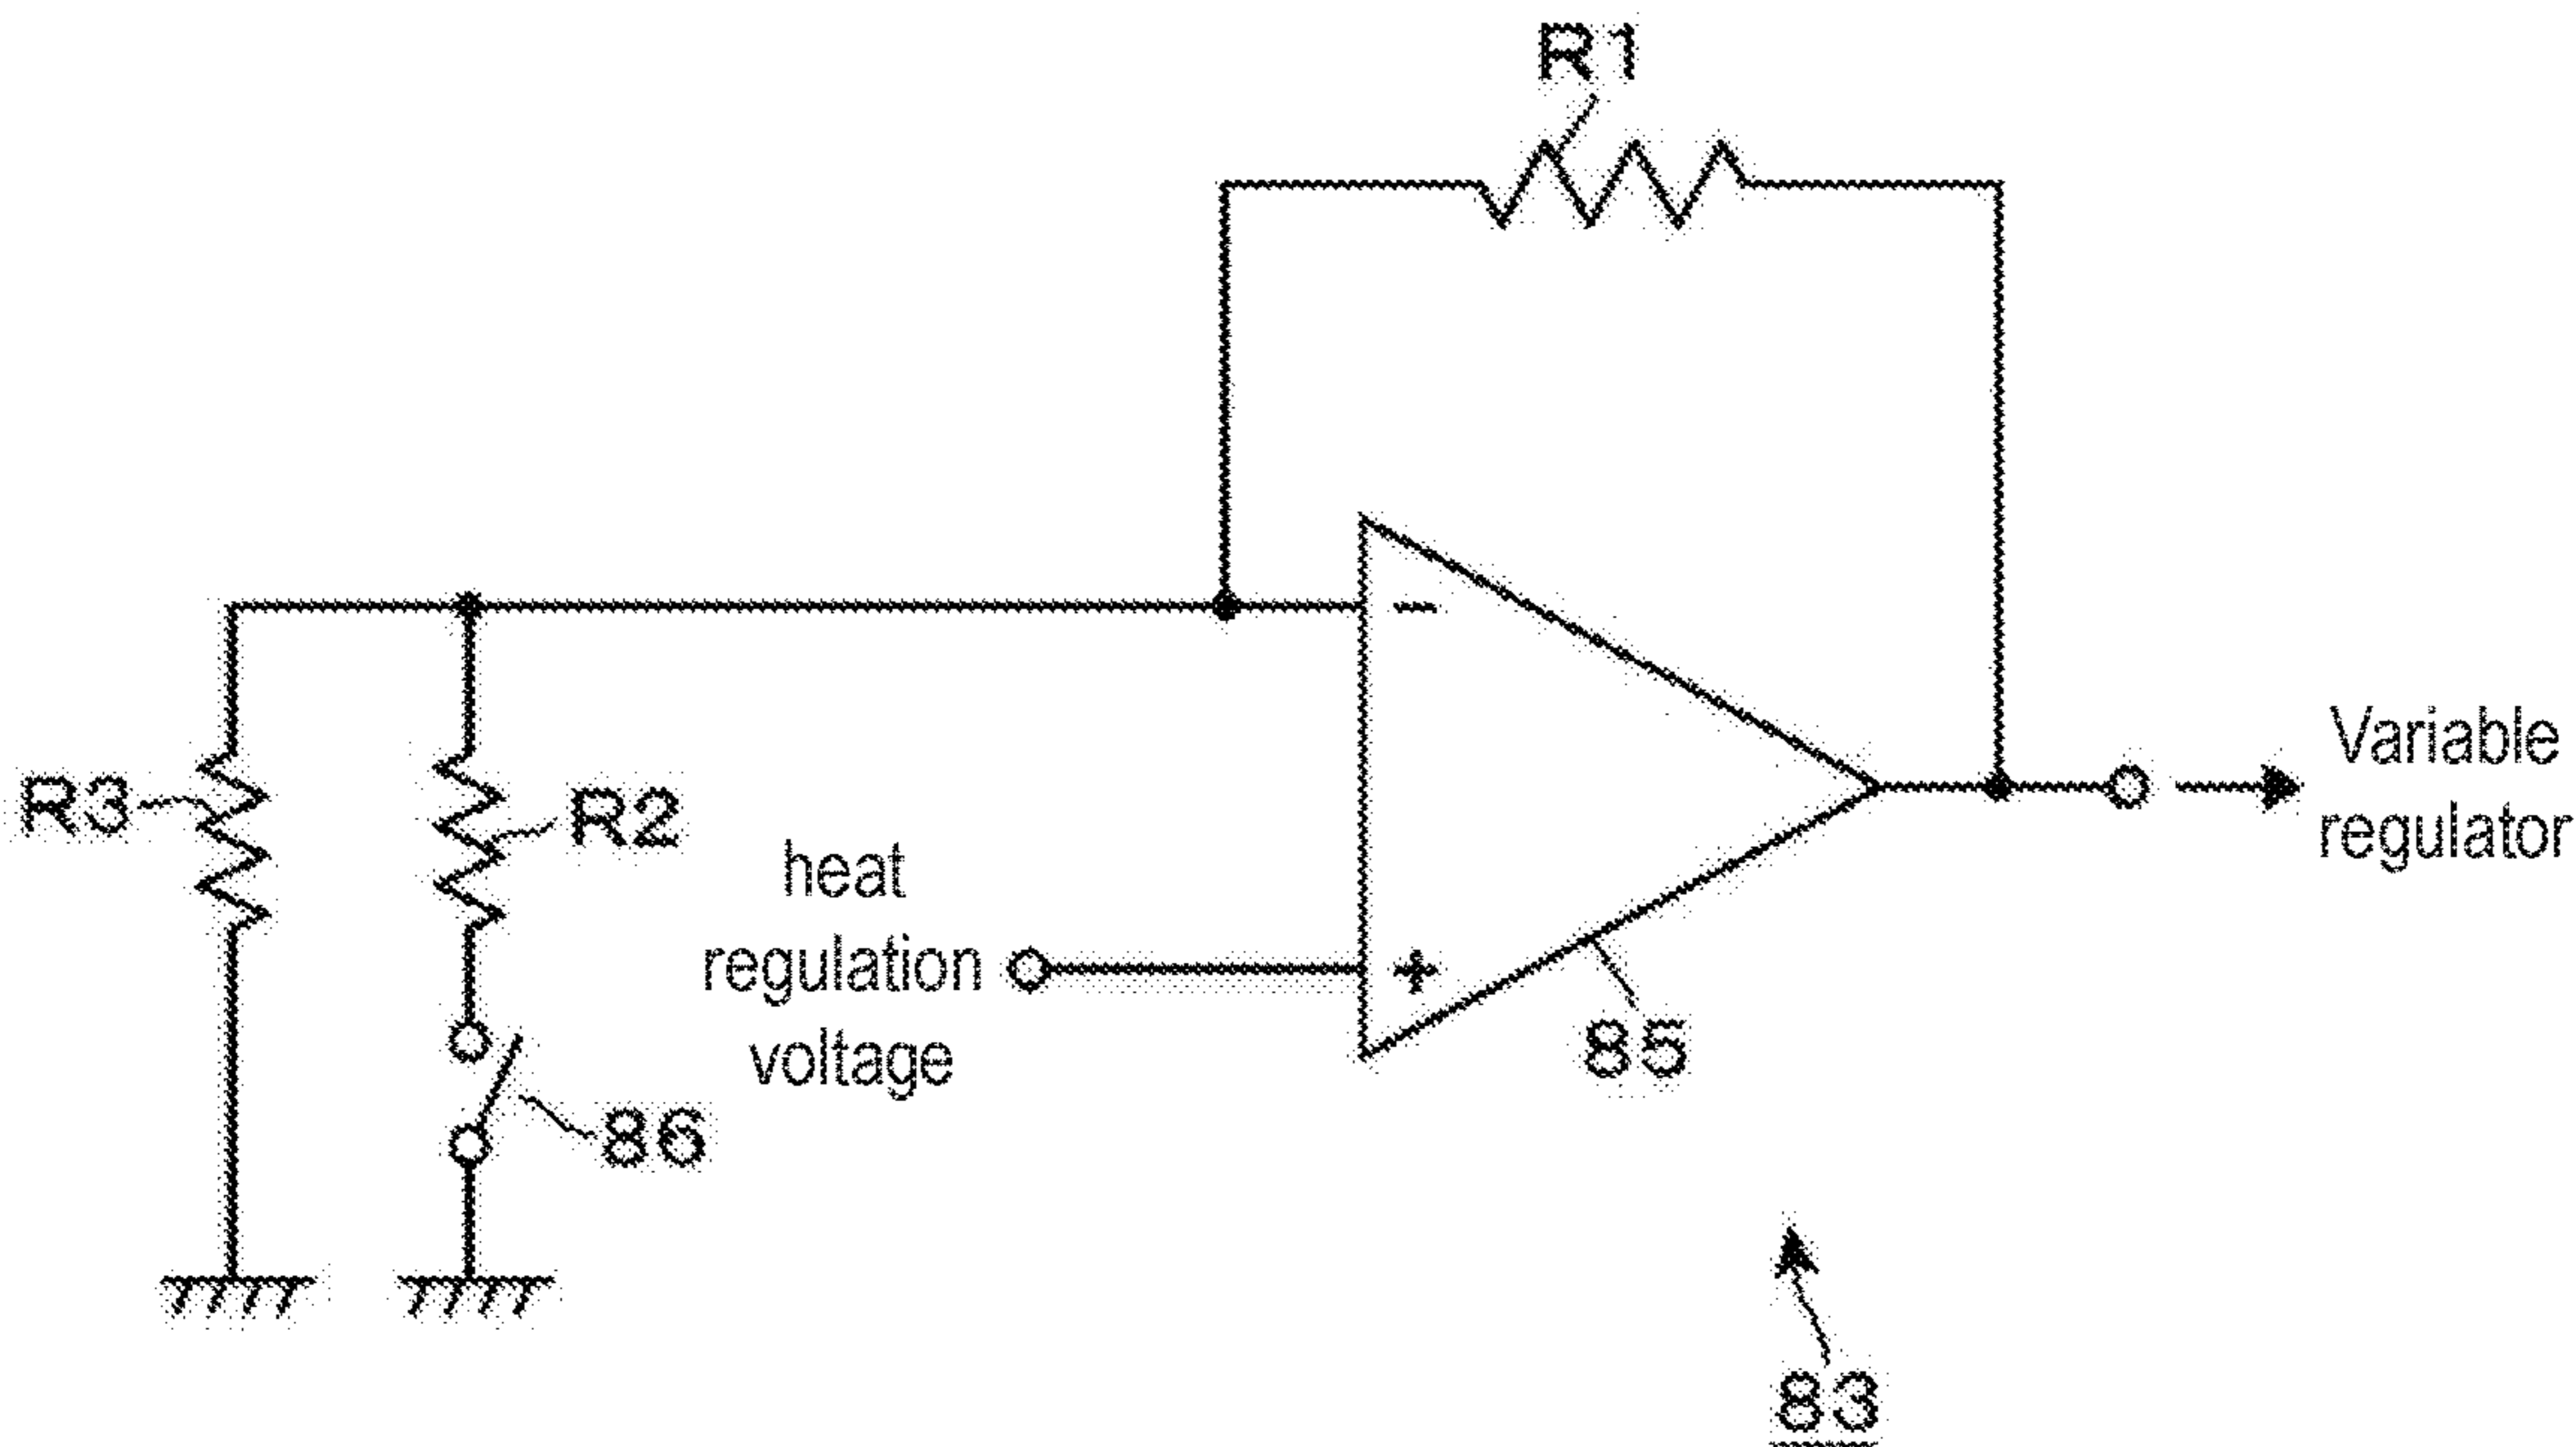 R1
R3
R2
heat
regulation
voltage
-
+
Variable
regulator
85
86
83